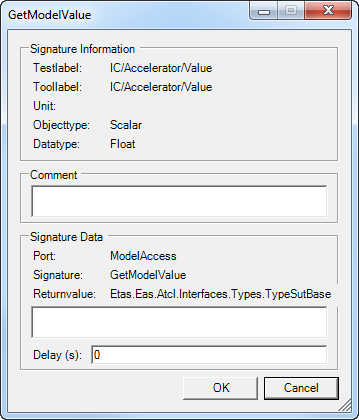 GetModelValue
Signature Information
Testlabel: IC/Accelerator/Value
Toollabel: IC/Accelerator/Value
Unit:
Objecttype: Scalar
Datatype: Float
Comment
Signature Data
Port: ModelAccess
Signature: GetModelValue
Returnvalue: Etas.Eas.Atcl.Interfaces.Types.TypeSutBase
Delay (s): 0
OK Cancel